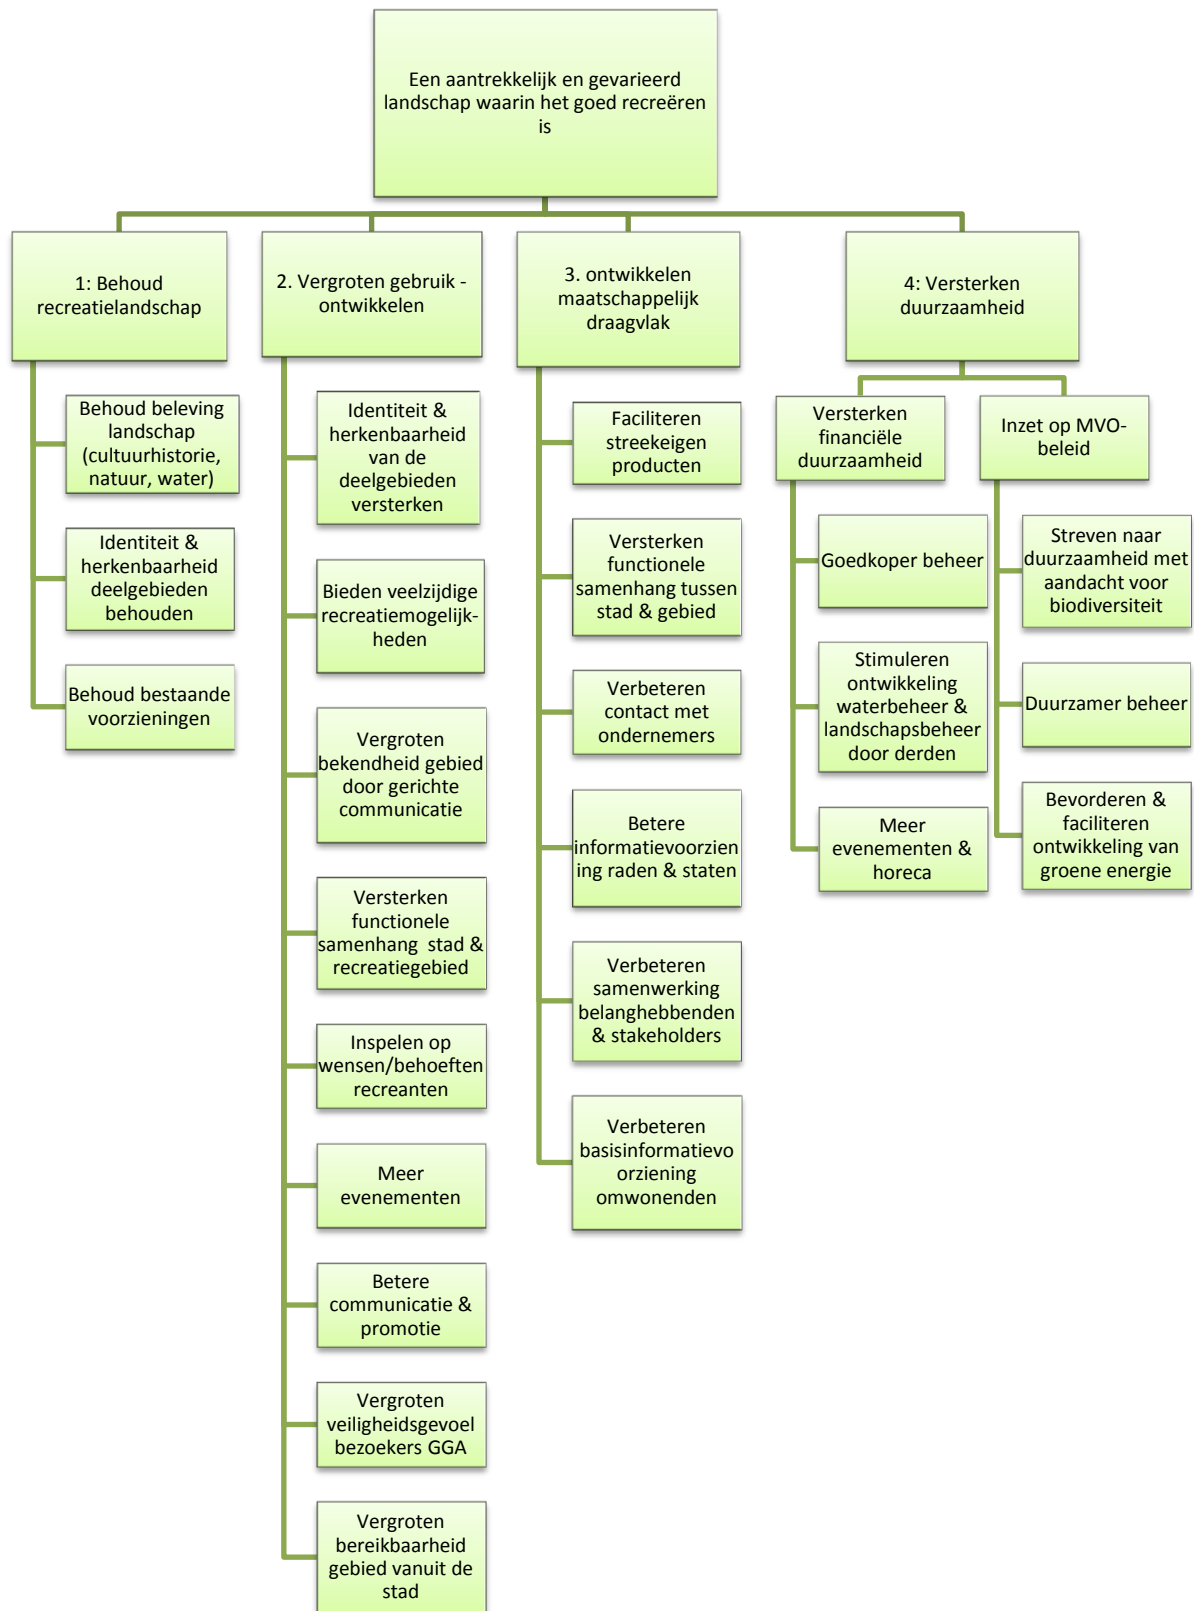 Een aantrekkelijk en gevarieerd
landschap waarin het goed recreëren
is
1: Behoud
recreatielandschap
Behoud beleving
landschap
(cultuurhistorie,
natuur, water)
Identiteit &
herkenbaarheid
deelgebieden
behouden
Behoud bestaande
voorzieningen
2. Vergroten gebruik -
ontwikkelen
Identiteit &
herkenbaarheid
van de
deelgebieden
versterken
Bieden veelzijdige
recreatiemogelijk-
heden
Vergroten
bekendheid gebied
door gerichte
communicatie
Versterken
functionele
samenhang stad &
recreatiegebied
Inspelen op
wensen/behoeften
recreanten
Meer
evenementen
Betere
communicatie &
promotie
Vergroten
veiligheidsgevoel
bezoekers GGA
Vergroten
bereikbaarheid
gebied vanuit de
stad
3. ontwikkelen
maatschappelijk
draagvlak
Faciliteren
streekeigen
producten
Versterken
functionele
samenhang tussen
stad & gebied
Verbeteren
contact met
ondernemers
Betere
informatievoorzien
ing raden & staten
Verbeteren
samenwerking
belanghebbenden
& stakeholders
Verbeteren
basisinformatievo
orziening
omwonenden
4: Versterken
duurzaamheid
Versterken
financiële
duurzaamheid
Goedkoper beheer
Stimuleren
ontwikkeling
waterbeheer &
landschapsbeheer
door derden
Meer
evenementen &
horeca
Inzet op MVO-
beleid
Streven naar
duurzaamheid met
aandacht voor
biodiversiteit
Duurzamer beheer
Bevorderen &
faciliteren
ontwikkeling van
groene energie